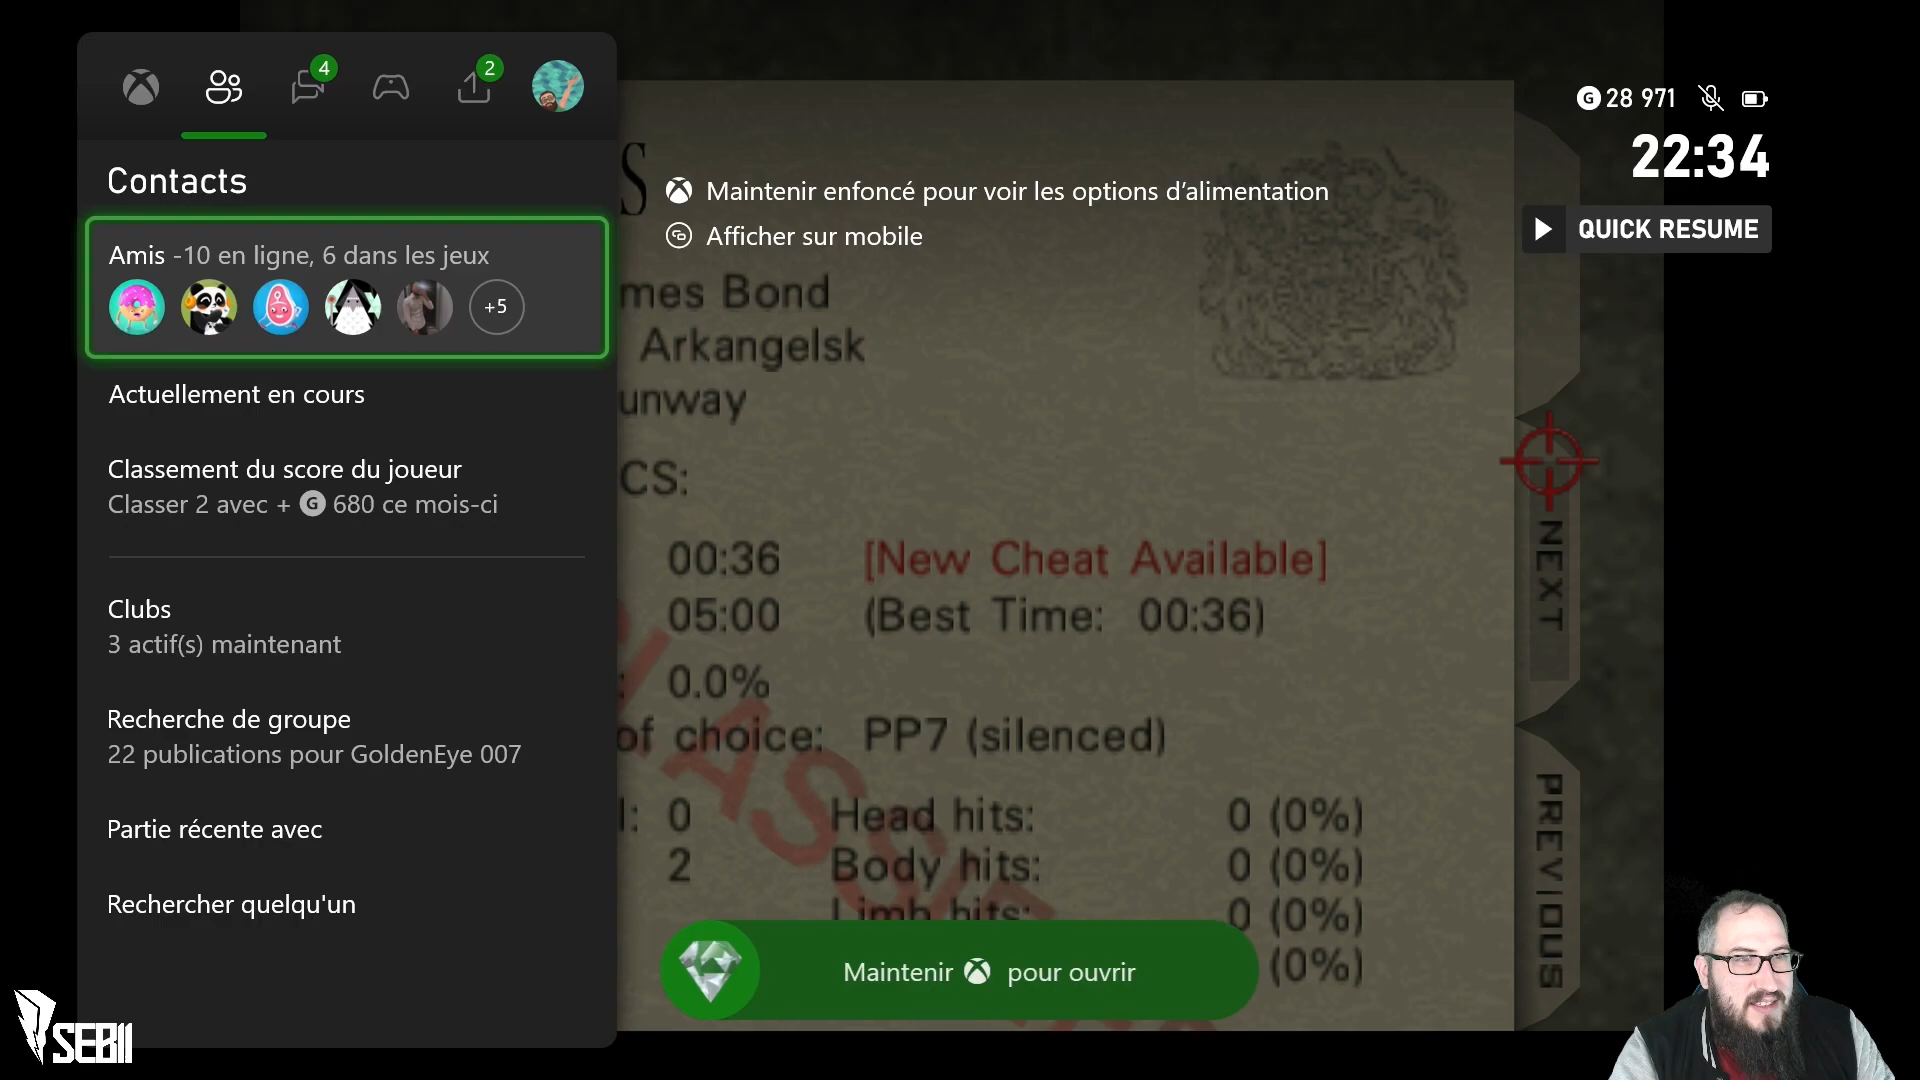 4
2
Contacts
Amis -10 en ligne, 6 dans les jeux
+5
Actuellement en cours
Classement du score du joueur
Classer 2 avec + G 680 ce mois-ci
Clubs
3 actif(s) maintenant
Recherche de groupe
22 publications pour GoldenEye 007
Partie récente avec
Rechercher quelqu'un
Maintenir enfoncé pour voir les options d’alimentation
Afficher sur mobile
G 28 971
22:34
QUICK RESUME
mes Bond
Arkangelsk
unway
CS:
00:36 [New Cheat Available]
05:00 (Best Time: 00:36)
: 0.0%
of choice: PP7 (silenced)
l: 0 Head hits: 0 (0%)
2 Body hits: 0 (0%)
Limb hits: 0 (0%)
(0%)
NEXT
PREVIOUS
Maintenir pour ouvrir
SEBII